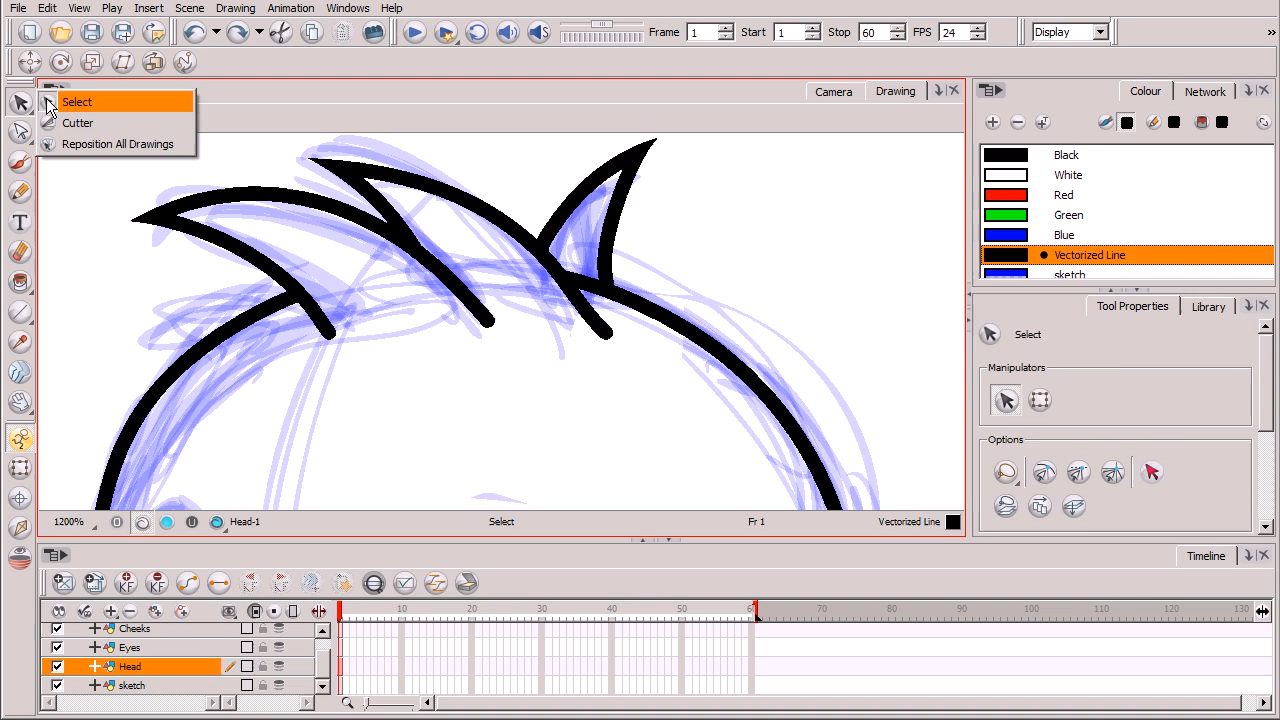 File Edit View Play Insert Scene Drawing Animation Windows Help
Frame 1 Start 1 Stop 60 FPS 24 Display »
Camera Drawing
Colour Network
Select
Cutter
Reposition All Drawings
Black
White
Red
Green
Blue
Vectorized Line
sketch
Tool Properties Library
Select
Manipulators
Options
1200% Head-1 Select Fr 1 Vectorized Line
Timeline
KF KF
10 20 30 40 50 60 70 80 90 100 110 120 130
Cheeks
Eyes
Head
sketch